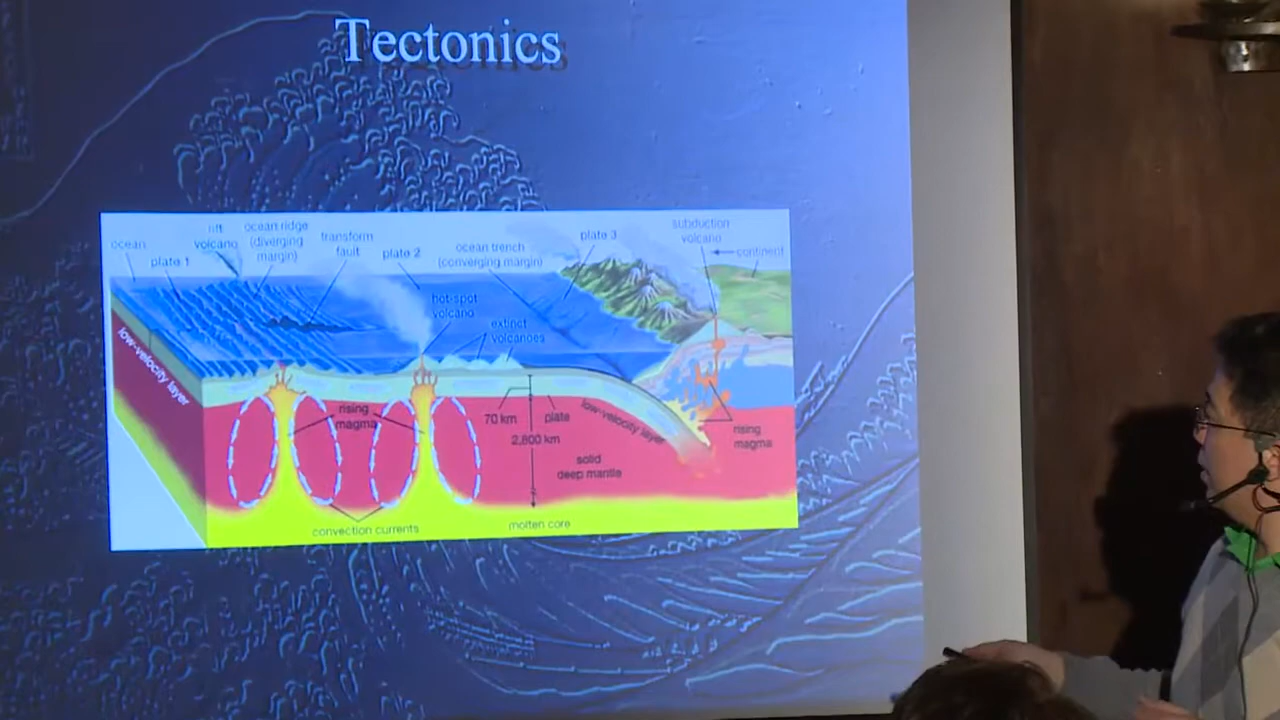 Tectonics
ocean
plate 1
rift
volcano
ocean ridge
(diverging
margin)
transform
fault
plate 2
ocean trench
(converging margin)
plate 3
subduction
volcano
continent
hot-spot
volcano
extinct
volcanoes
low-velocity layer
rising
magma
70 km
plate
2,800 km
low-velocity layer
rising
magma
solid
deep mantle
convection currents
molten core